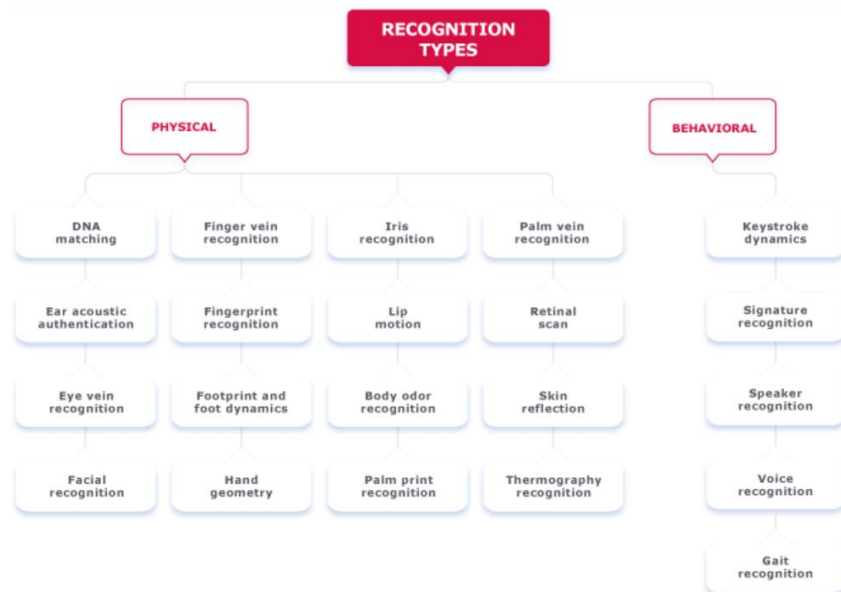 RECOGNITION
TYPES
PHYSICAL
BEHAVIORAL
DNA
matching
Finger vein
recognition
Iris
recognition
Palm vein
recognition
Keystroke
dynamics
Ear acoustic
authentication
Fingerprint
recognition
Lip
motion
Retinal
scan
Signature
recognition
Eye vein
recognition
Footprint and
foot dynamics
Body odor
recognition
Skin
reflection
Speaker
recognition
Facial
recognition
Hand
geometry
Palm print
recognition
Thermography
recognition
Voice
recognition
Gait
recognition